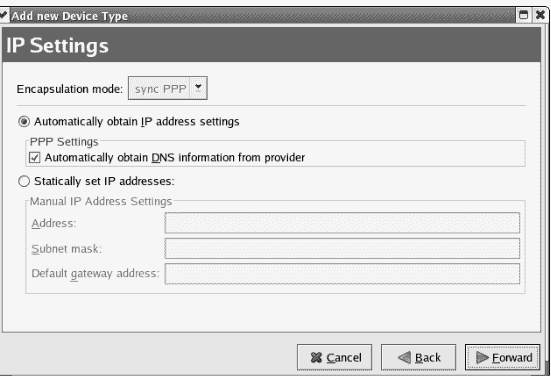 Add new Device Type
IP Settings
Encapsulation mode: sync PPP
Automatically obtain IP address settings
PPP Settings
Automatically obtain DNS information from provider
Statically set IP addresses:
Manual IP Address Settings
Address:
Subnet mask:
Default gateway address:
Cancel Back Forward